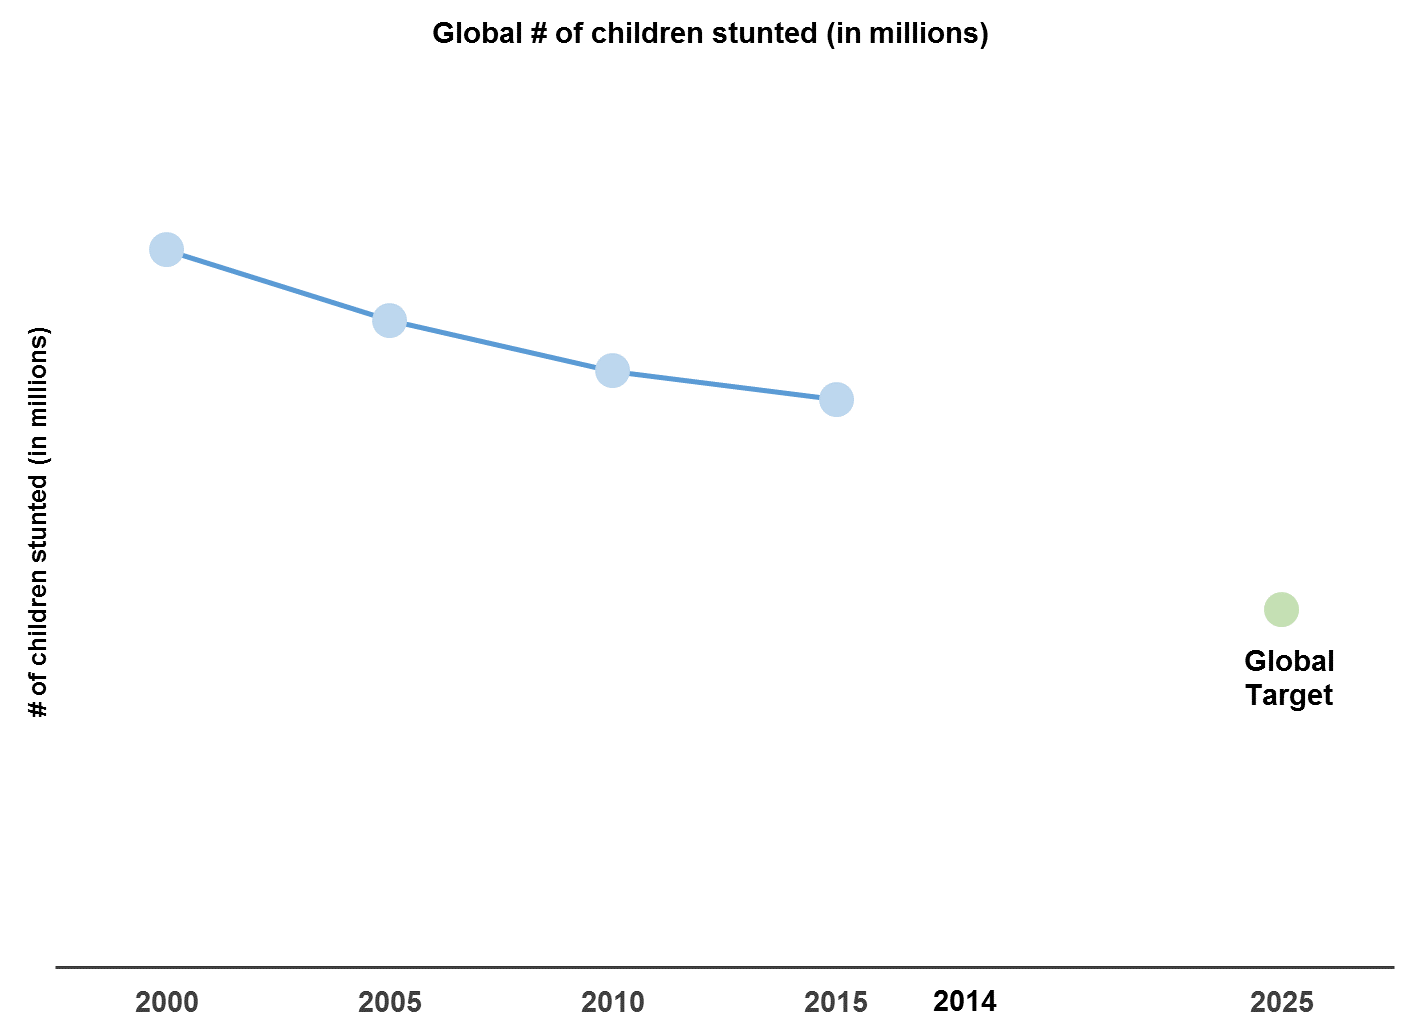 Global # of children stunted (in millions)
# of children stunted (in millions)
Global
Target
2000 2005 2010 2015 2014 2025